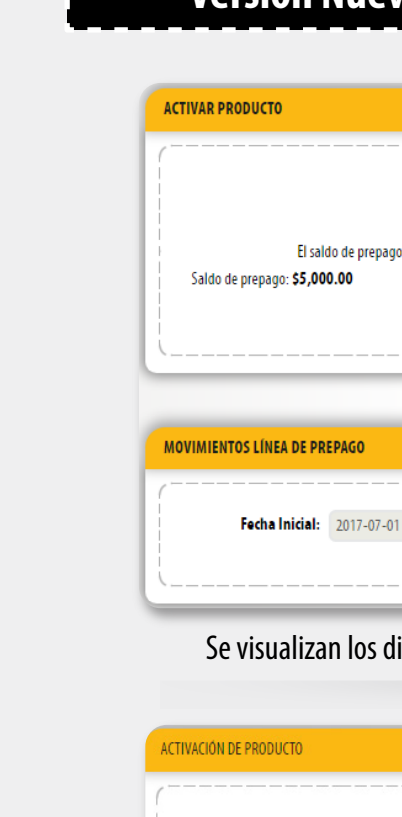 Versión
ACTIVAR PRODUCTO
El saldo de prepago
Saldo de prepago: $5,000.00
MOVIMIENTOS LÍNEA DE PREPAGO
Fecha Inicial: 2017-07-01
Se visualizan los di
ACTIVACIÓN DE PRODUCTO